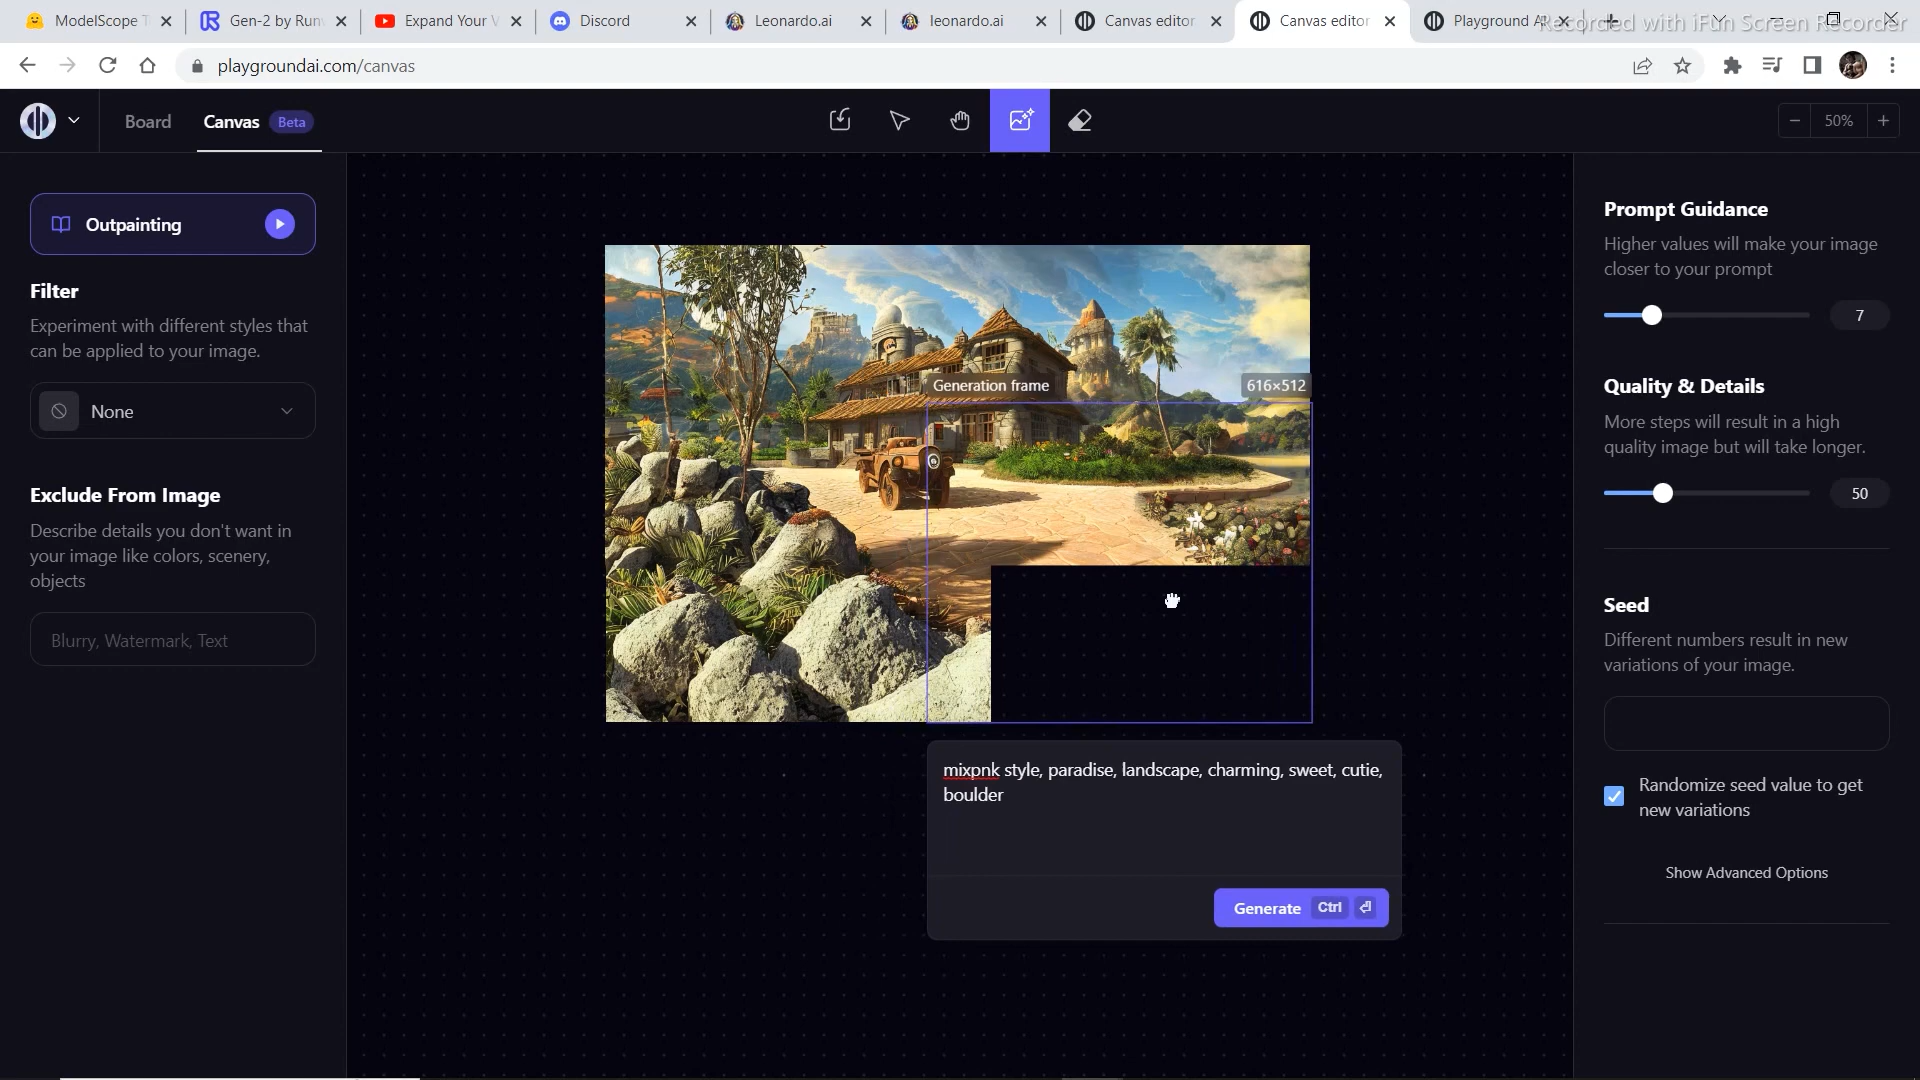 ModelScope T
Gen-2 by Run
Expand Your V
Discord
Leonardo.ai
leonardo.ai
Canvas editor
Canvas editor
Playground A
Recorded with iFun Screen Recorder
playgroundai.com/canvas
Board
Canvas
Beta
50%
Outpainting
Filter
Experiment with different styles that
can be applied to your image.
None
Exclude From Image
Describe details you don't want in
your image like colors, scenery,
objects
Blurry, Watermark, Text
Generation frame
616×512
mixpnk style, paradise, landscape, charming, sweet, cutie,
boulder
Generate Ctrl
Prompt Guidance
Higher values will make your image
closer to your prompt
7
Quality & Details
More steps will result in a high
quality image but will take longer.
50
Seed
Different numbers result in new
variations of your image.
Randomize seed value to get
new variations
Show Advanced Options